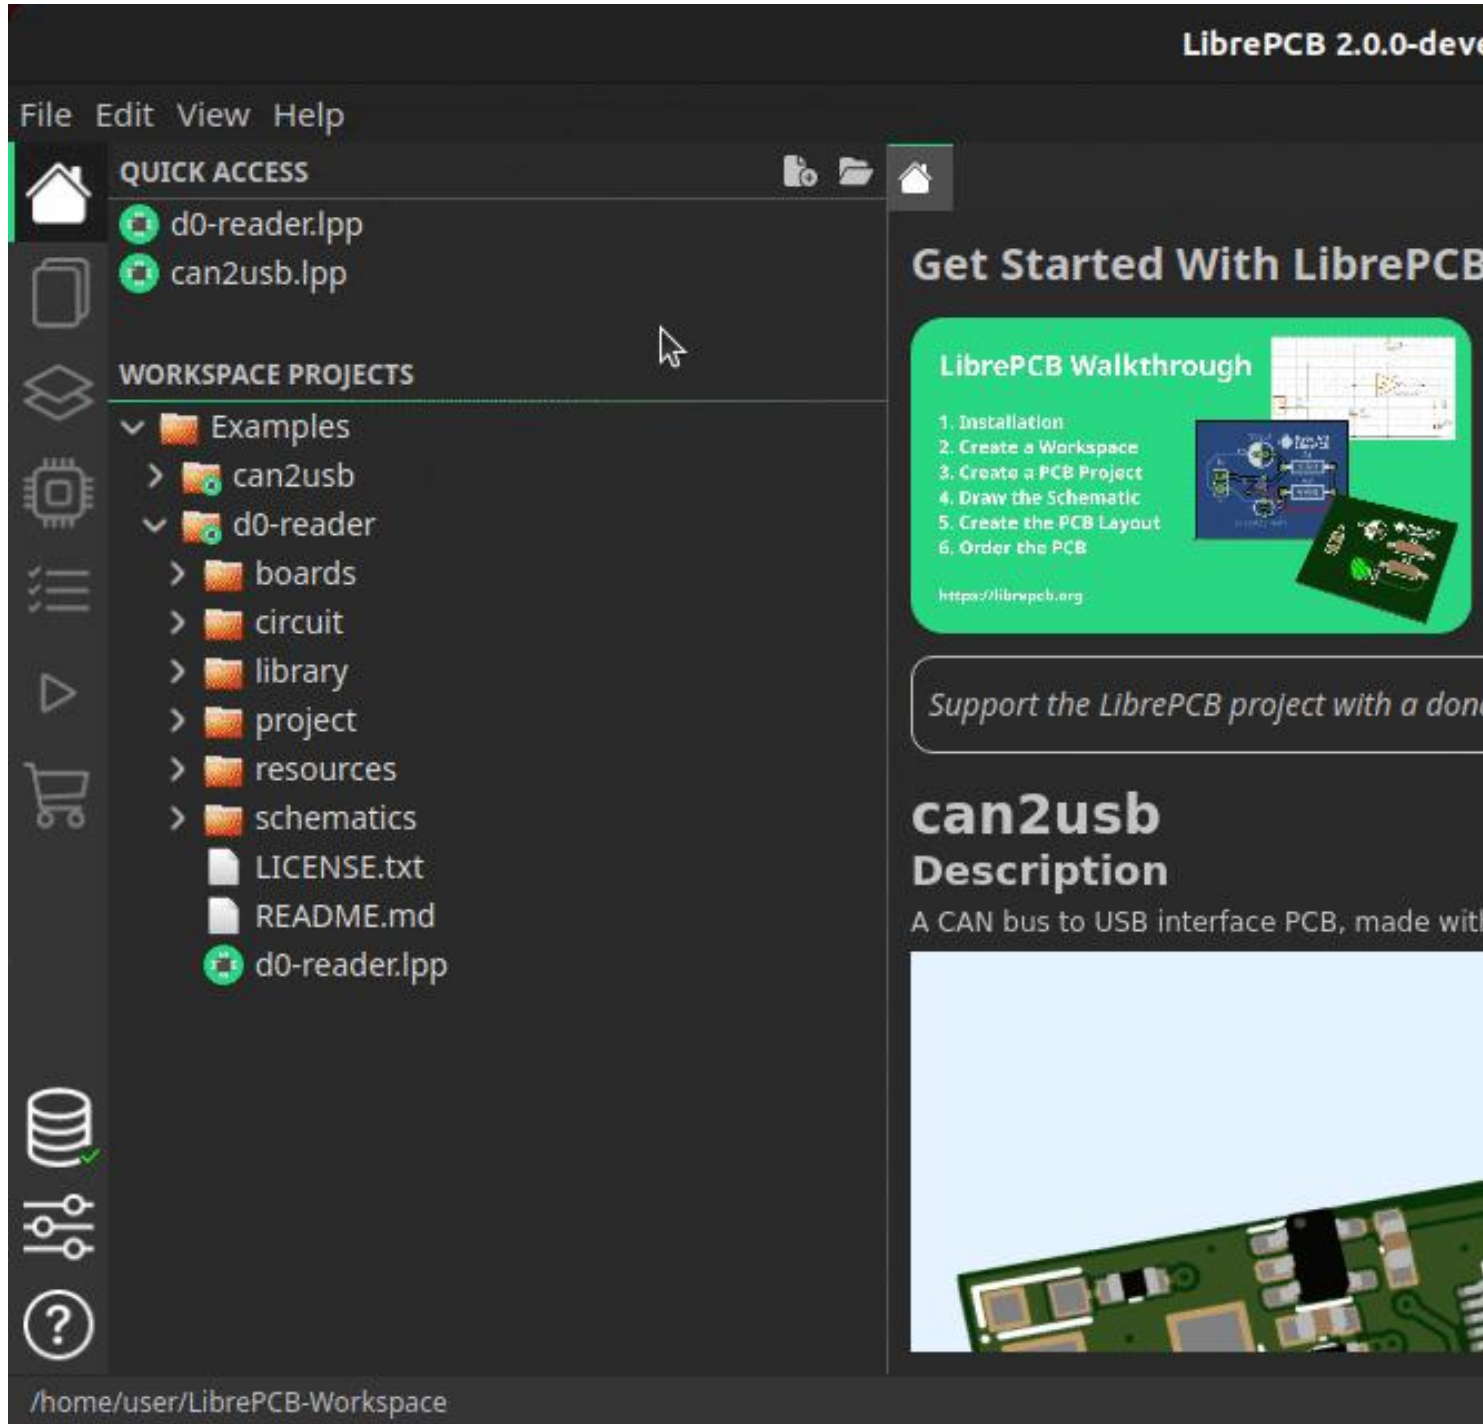 LibrePCB 2.0.0-deve
File Edit View Help
QUICK ACCESS
d0-reader.lpp
can2usb.lpp
WORKSPACE PROJECTS
Examples
can2usb
d0-reader
boards
circuit
library
project
resources
schematics
LICENSE.txt
README.md
d0-reader.lpp
Get Started With LibrePCB
LibrePCB Walkthrough
1. Installation
2. Create a Workspace
3. Create a PCB Project
4. Draw the Schematic
5. Create the PCB Layout
6. Order the PCB
https://librepcb.org
Support the LibrePCB project with a don
can2usb
Description
A CAN bus to USB interface PCB, made with
/home/user/LibrePCB-Workspace